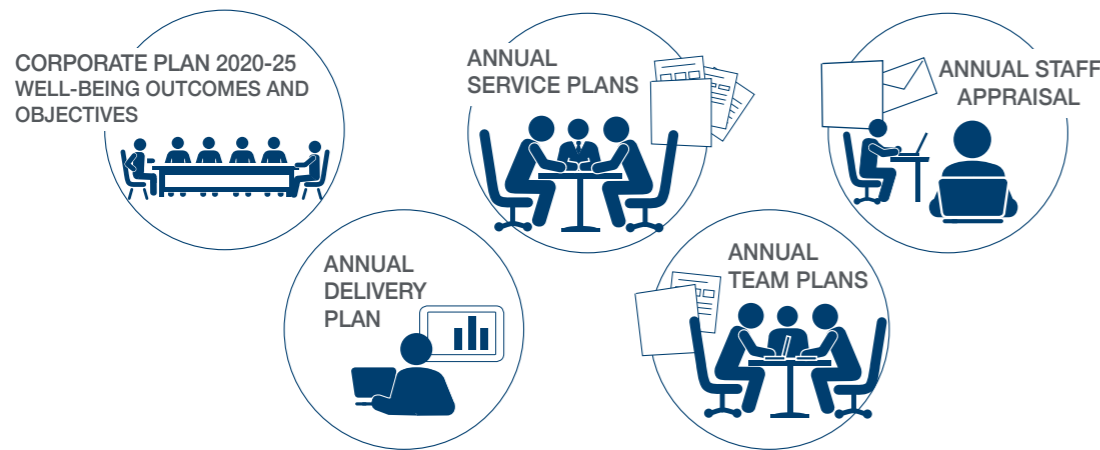 CORPORATE PLAN 2020-25
WELL-BEING OUTCOMES AND
OBJECTIVES
ANNUAL
DELIVERY
PLAN
ANNUAL
SERVICE PLANS
ANNUAL
TEAM PLANS
ANNUAL STAFF
APPRAISAL